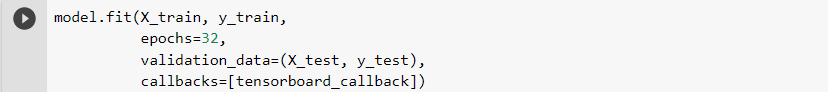 model.fit(X_train, y_train,
epochs=32,
validation_data=(X_test, y_test),
callbacks=[tensorboard_callback])